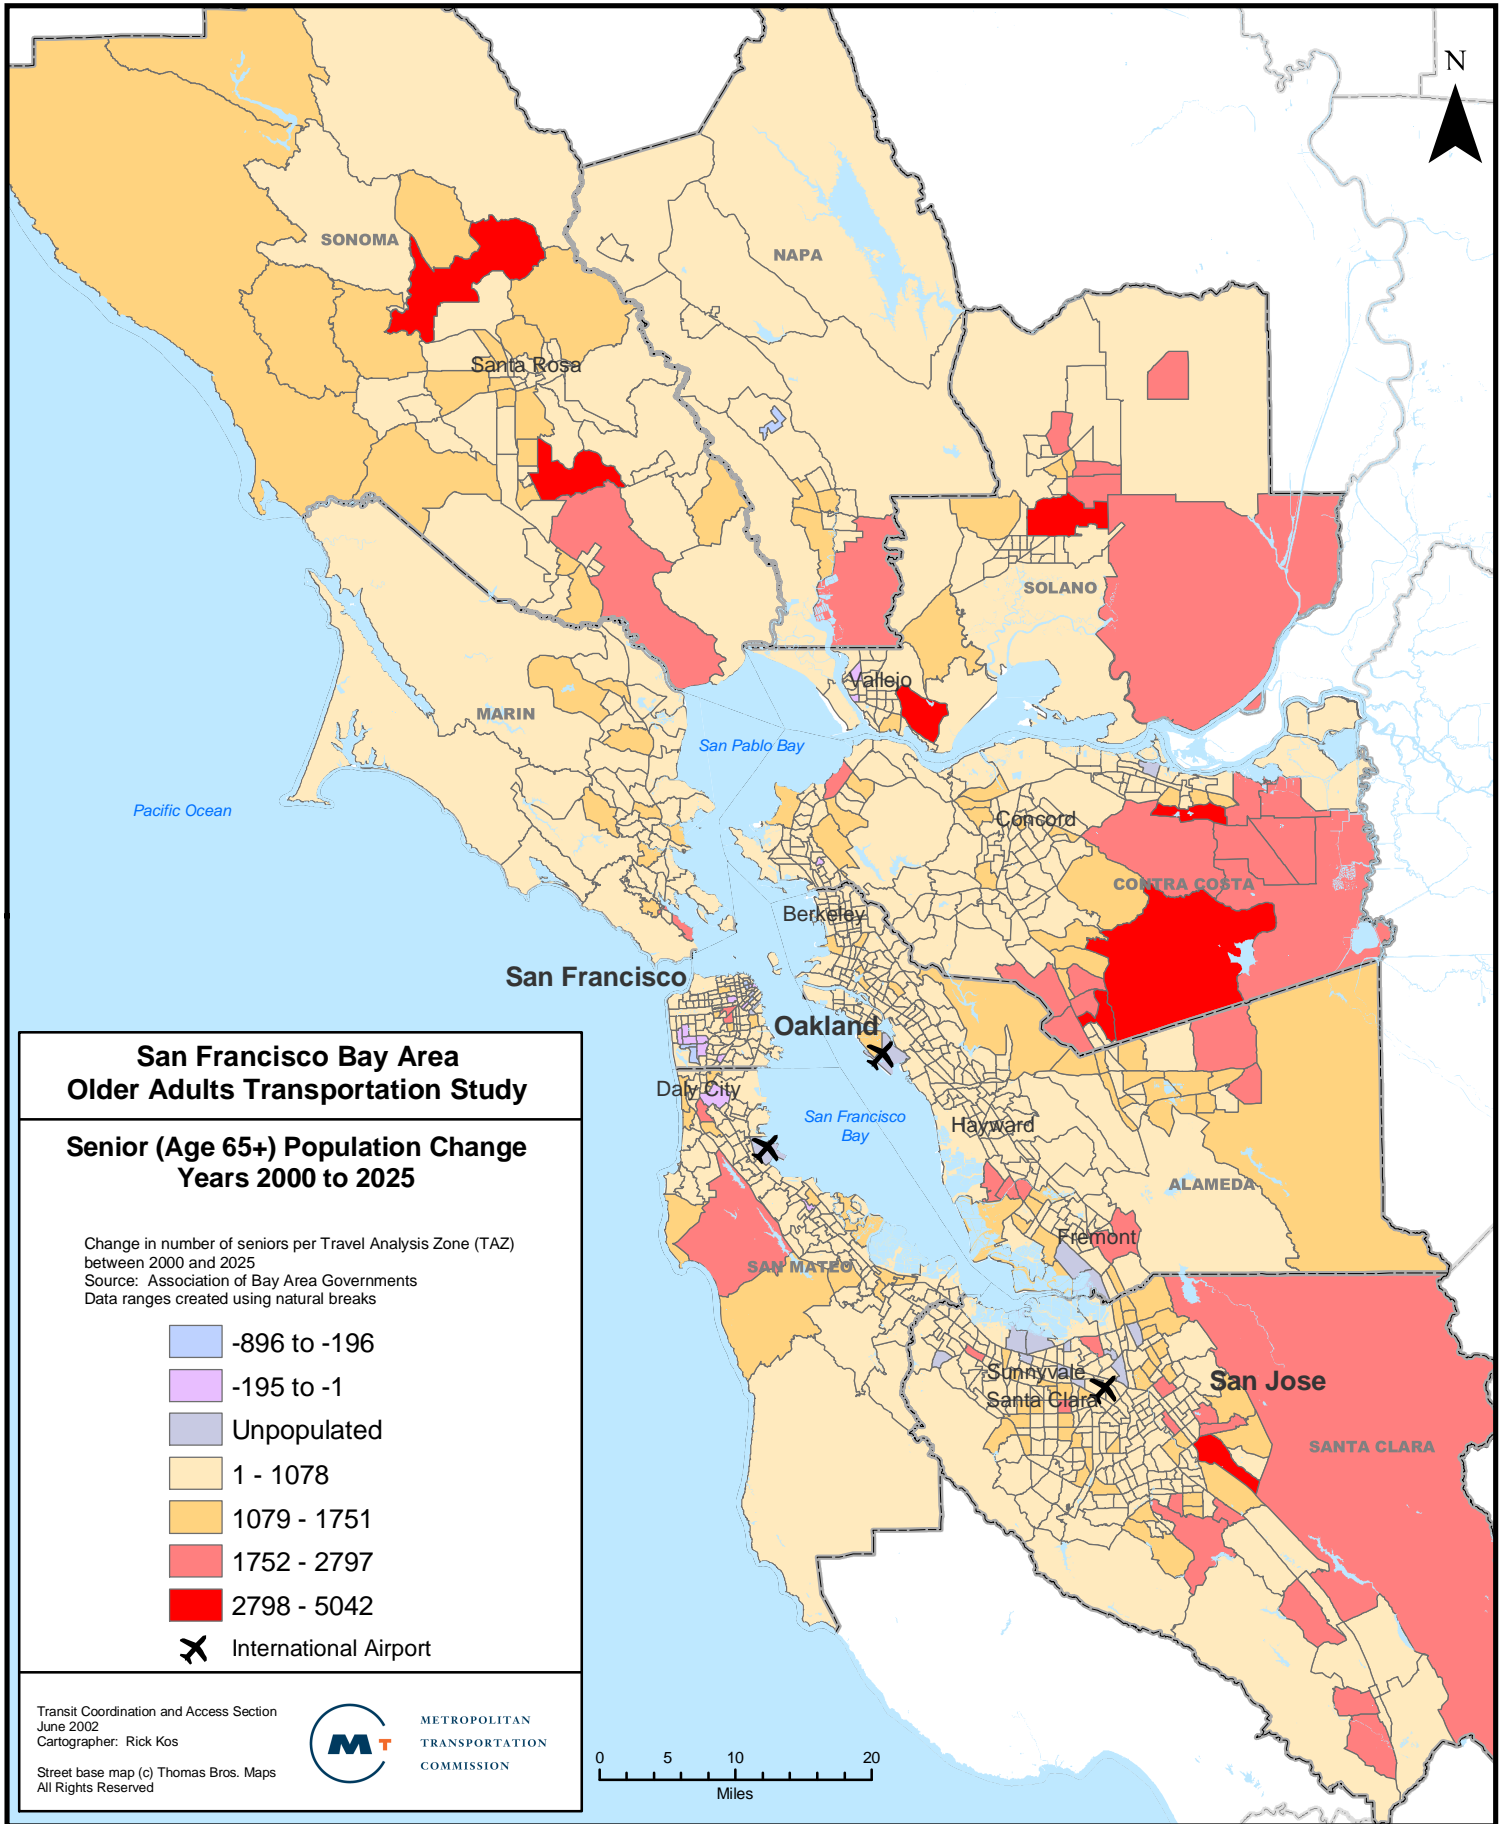 N
SONOMA
NAPA
Santa Rosa
SOLANO
Vallejo
MARIN
San Pablo Bay
Pacific Ocean
Concord
CONTRA COSTA
Berkeley
San Francisco
Oakland
Daly City
San Francisco
Bay
Hayward
ALAMEDA
Fremont
SAN MATEO
Sunnyvale
Santa Clara
San Jose
SANTA CLARA
San Francisco Bay Area
Older Adults Transportation Study
Senior (Age 65+) Population Change
Years 2000 to 2025
Change in number of seniors per Travel Analysis Zone (TAZ)
between 2000 and 2025
Source: Association of Bay Area Governments
Data ranges created using natural breaks
-896 to -196
-195 to -1
Unpopulated
1 - 1078
1079 - 1751
1752 - 2797
2798 - 5042
International Airport
Transit Coordination and Access Section
June 2002
Cartographer: Rick Kos
Street base map (c) Thomas Bros. Maps
All Rights Reserved
M T
METROPOLITAN
TRANSPORTATION
COMMISSION
0 5 10 20
Miles